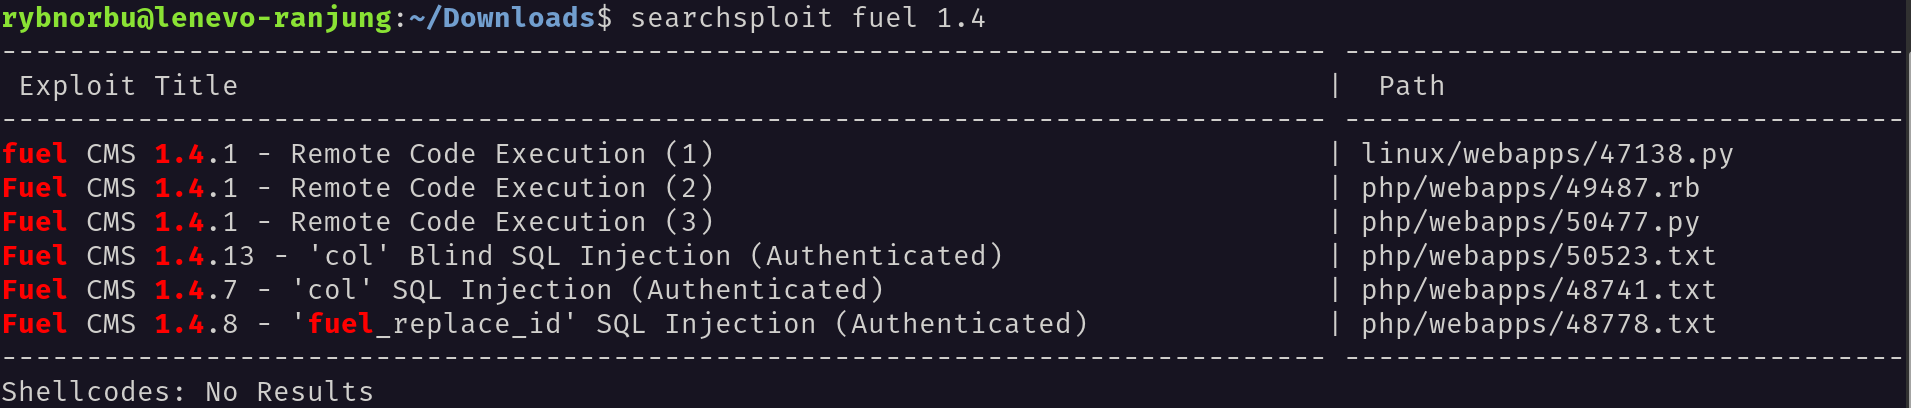 rybnorbu@lenevo-ranjung:~/Downloads$ searchsploit fuel 1.4
------------------------------------------------------------------------------ ---------------------------------
 Exploit Title                                                                |  Path
------------------------------------------------------------------------------ ---------------------------------
fuel CMS 1.4.1 - Remote Code Execution (1)                                    | linux/webapps/47138.py
Fuel CMS 1.4.1 - Remote Code Execution (2)                                    | php/webapps/49487.rb
Fuel CMS 1.4.1 - Remote Code Execution (3)                                    | php/webapps/50477.py
Fuel CMS 1.4.13 - 'col' Blind SQL Injection (Authenticated)                   | php/webapps/50523.txt
Fuel CMS 1.4.7 - 'col' SQL Injection (Authenticated)                          | php/webapps/48741.txt
Fuel CMS 1.4.8 - 'fuel_replace_id' SQL Injection (Authenticated)              | php/webapps/48778.txt
------------------------------------------------------------------------------ ---------------------------------
Shellcodes: No Results